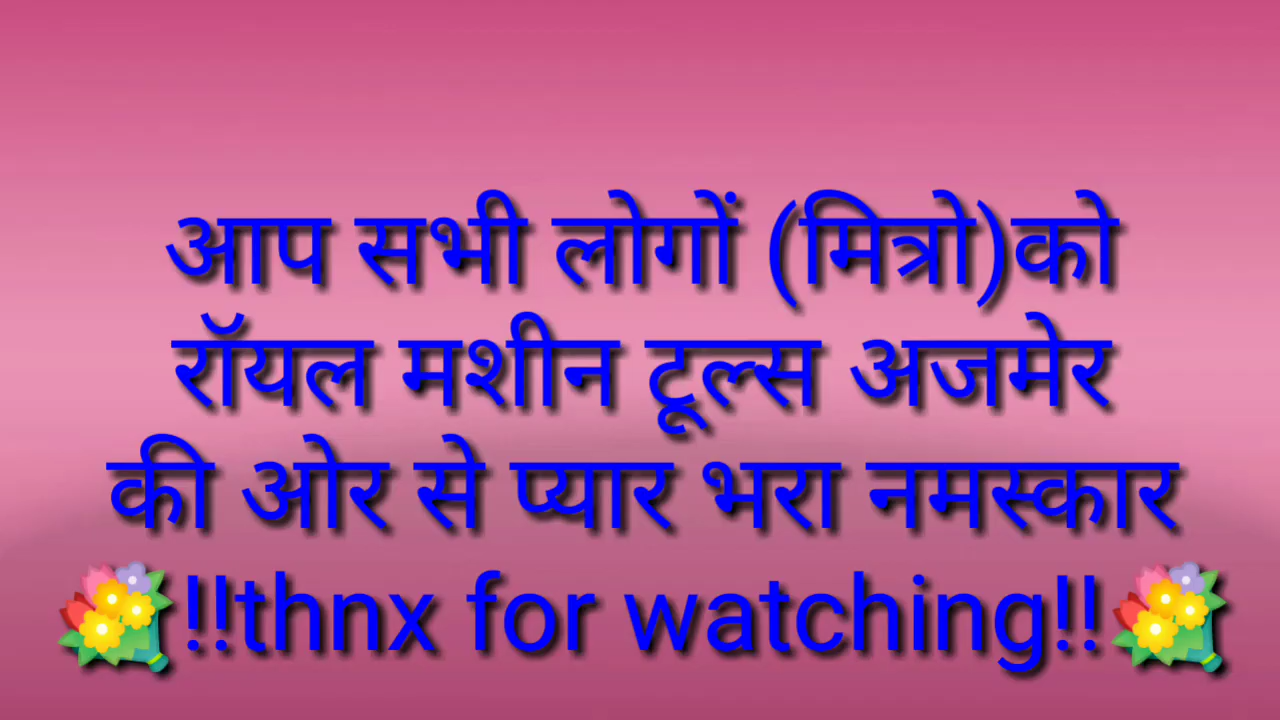 आप सभी लोगों (मित्रो)को
रॉयल मशीन टूल्स अजमेर
की ओर से प्यार भरा नमस्कार
💐!!thnx for watching!!💐